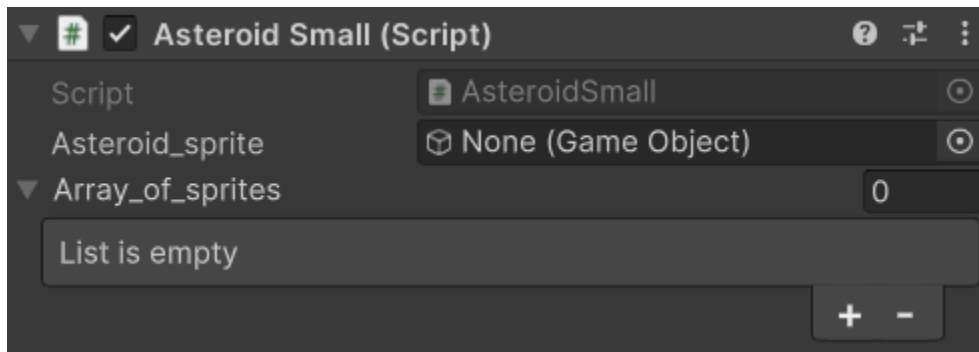 # Asteroid Small (Script) ?
Script # AsteroidSmall
Asteroid_sprite None (Game Object)
Array_of_sprites 0
List is empty
+ -